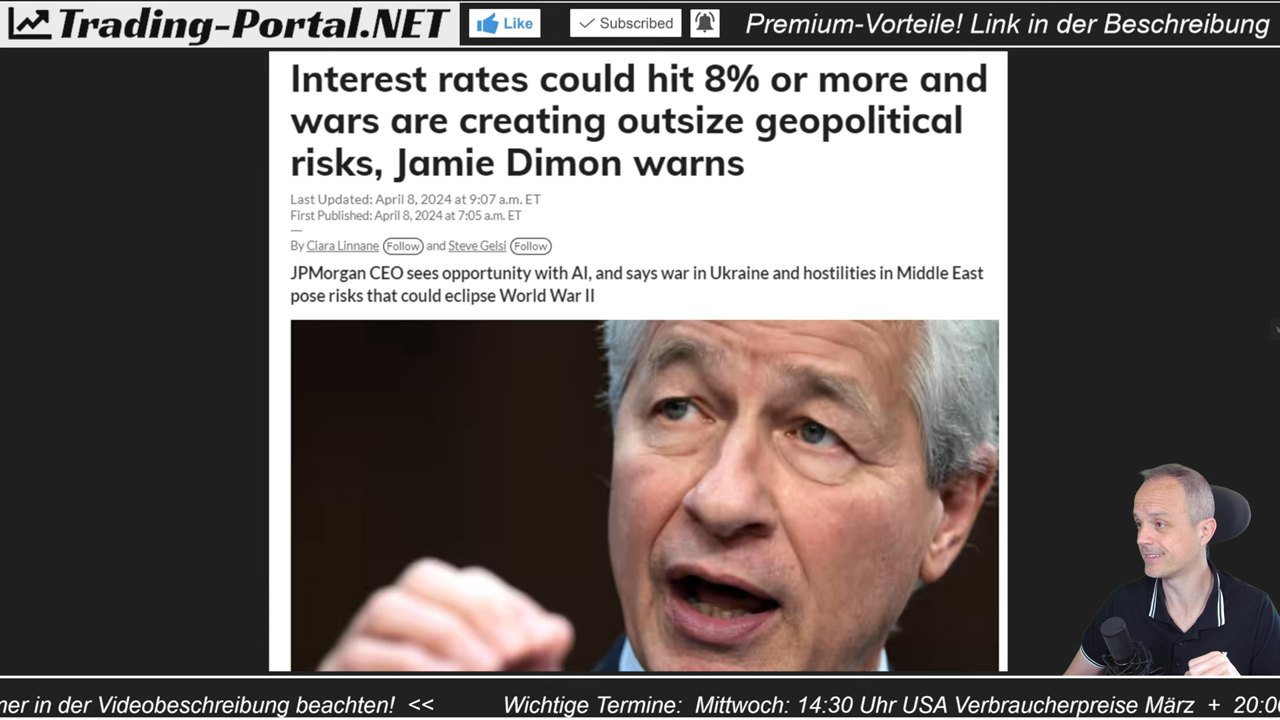 Trading-Portal.NET
Like
Subscribed
Premium-Vorteile! Link in der Beschreibung
Interest rates could hit 8% or more and
wars are creating outsize geopolitical
risks, Jamie Dimon warns
Last Updated: April 8, 2024 at 9:07 a.m. ET
First Published: April 8, 2024 at 7:05 a.m. ET
By Ciara Linnane Follow and Steve Gelsi Follow
JPMorgan CEO sees opportunity with AI, and says war in Ukraine and hostilities in Middle East
pose risks that could eclipse World War II
in der Videobeschreibung beachten! << Wichtige Termine: Mittwoch: 14:30 Uhr USA Verbraucherpreise März +